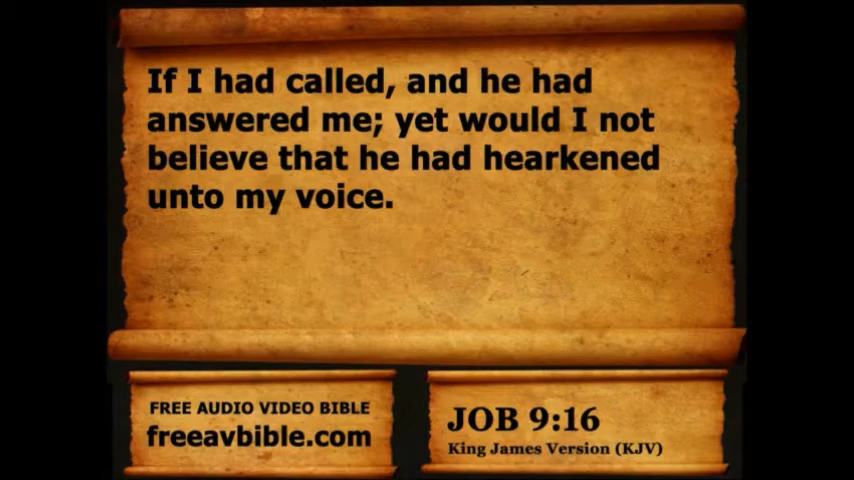 If I had called, and he had
answered me; yet would I not
believe that he had hearkened
unto my voice.
FREE AUDIO VIDEO BIBLE
freeavbible.com
JOB 9:16
King James Version (KJV)